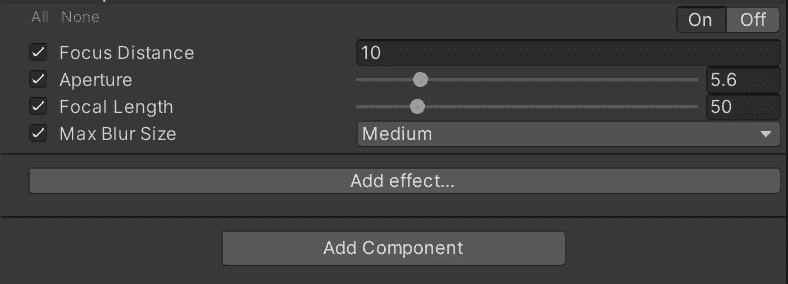 All None
On Off
Focus Distance 10
Aperture 5.6
Focal Length 50
Max Blur Size Medium
Add effect...
Add Component